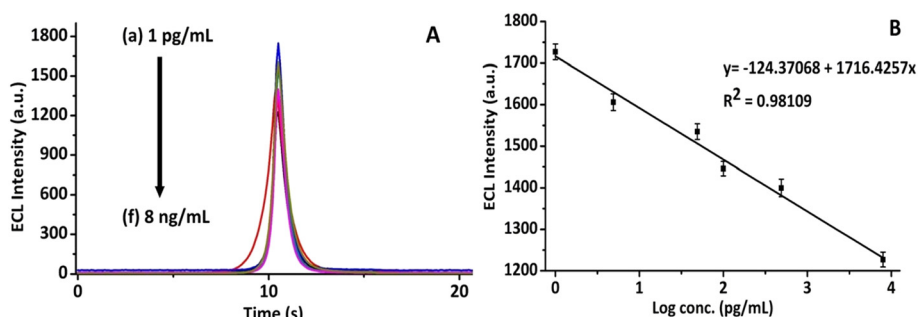 A
(a) 1 pg/mL
(f) 8 ng/mL
ECL Intensity (a.u.)
1800
1500
1200
900
600
300
0
0
10
20
Time (s)
B
y= -124.37068 + 1716.4257x
R2 = 0.98109
ECL Intensity (a.u.)
1800
1700
1600
1500
1400
1300
1200
0
1
2
3
4
Log conc. (pg/mL)